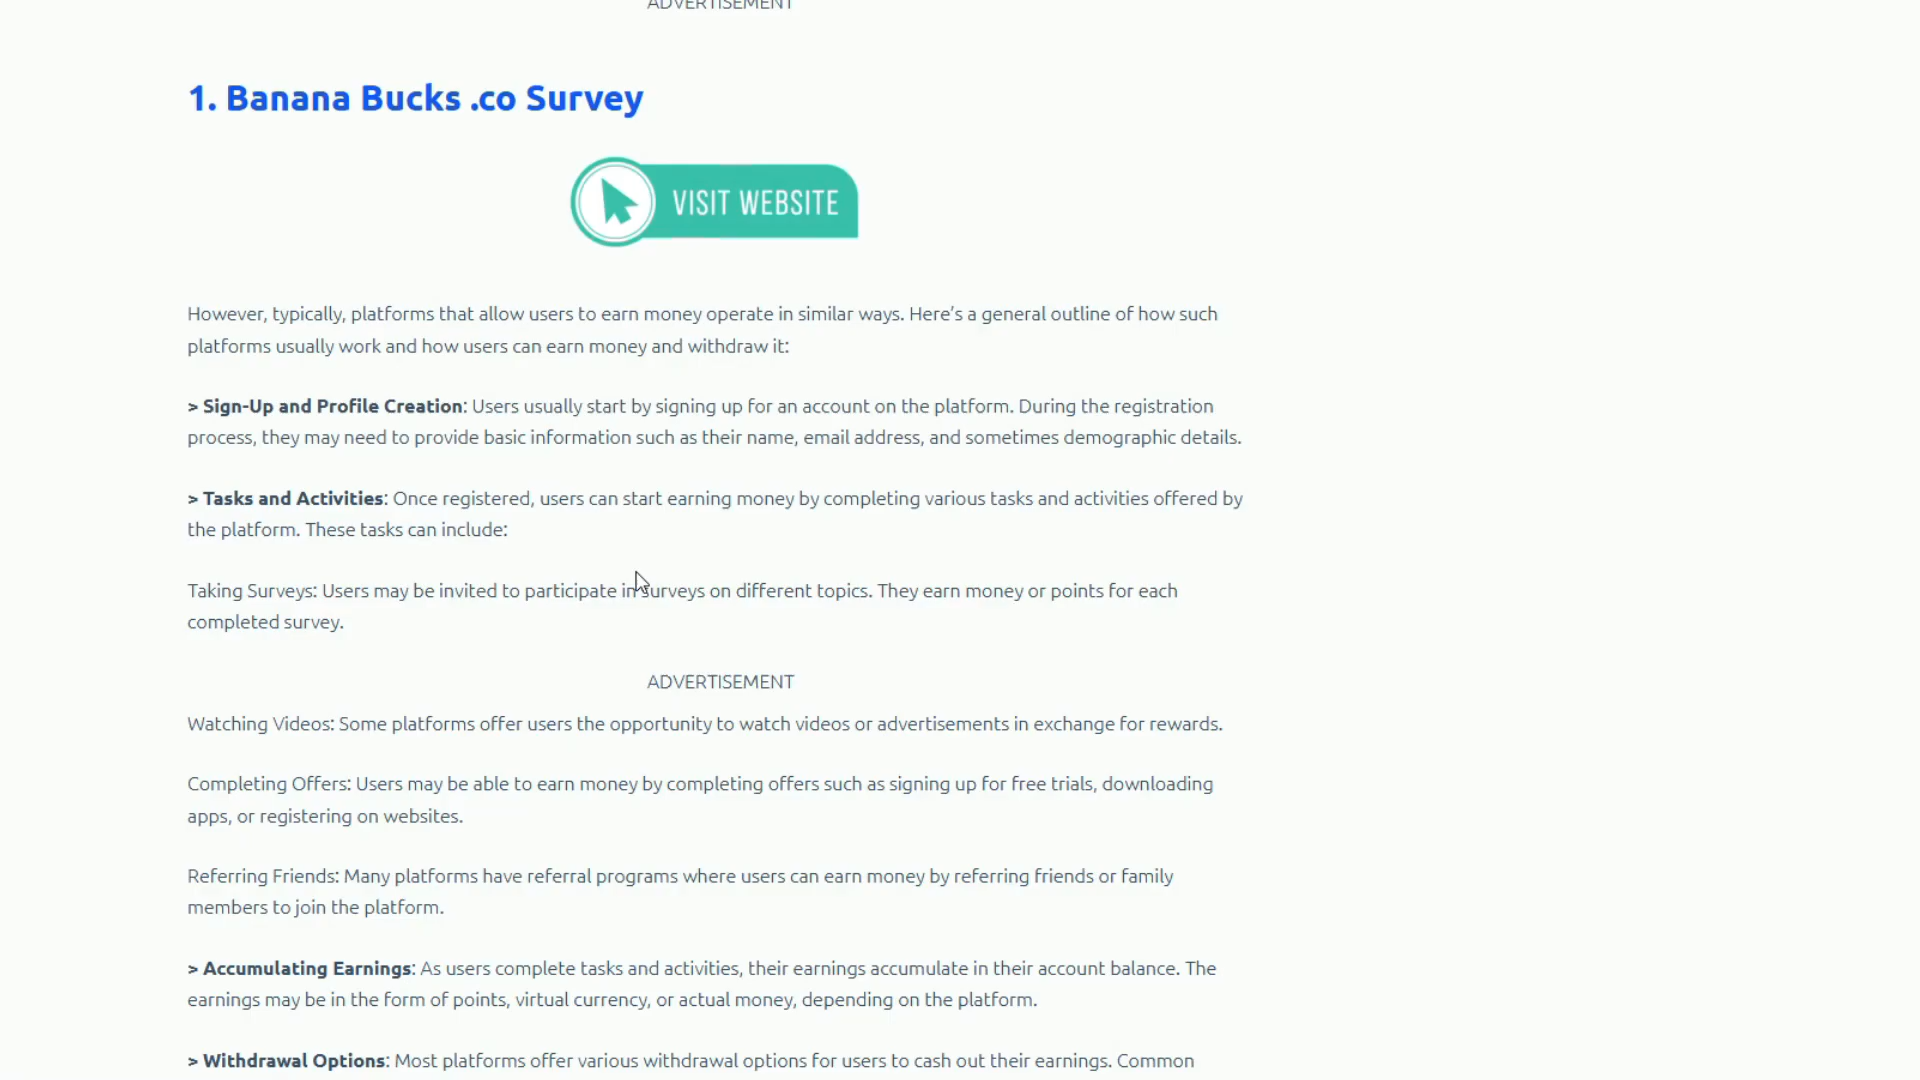 ADVERTISEMENT
1. Banana Bucks .co Survey
VISIT WEBSITE
However, typically, platforms that allow users to earn money operate in similar ways. Here’s a general outline of how such
platforms usually work and how users can earn money and withdraw it:
> Sign-Up and Profile Creation: Users usually start by signing up for an account on the platform. During the registration
process, they may need to provide basic information such as their name, email address, and sometimes demographic details.
> Tasks and Activities: Once registered, users can start earning money by completing various tasks and activities offered by
the platform. These tasks can include:
Taking Surveys: Users may be invited to participate in surveys on different topics. They earn money or points for each
completed survey.
ADVERTISEMENT
Watching Videos: Some platforms offer users the opportunity to watch videos or advertisements in exchange for rewards.
Completing Offers: Users may be able to earn money by completing offers such as signing up for free trials, downloading
apps, or registering on websites.
Referring Friends: Many platforms have referral programs where users can earn money by referring friends or family
members to join the platform.
> Accumulating Earnings: As users complete tasks and activities, their earnings accumulate in their account balance. The
earnings may be in the form of points, virtual currency, or actual money, depending on the platform.
> Withdrawal Options: Most platforms offer various withdrawal options for users to cash out their earnings. Common